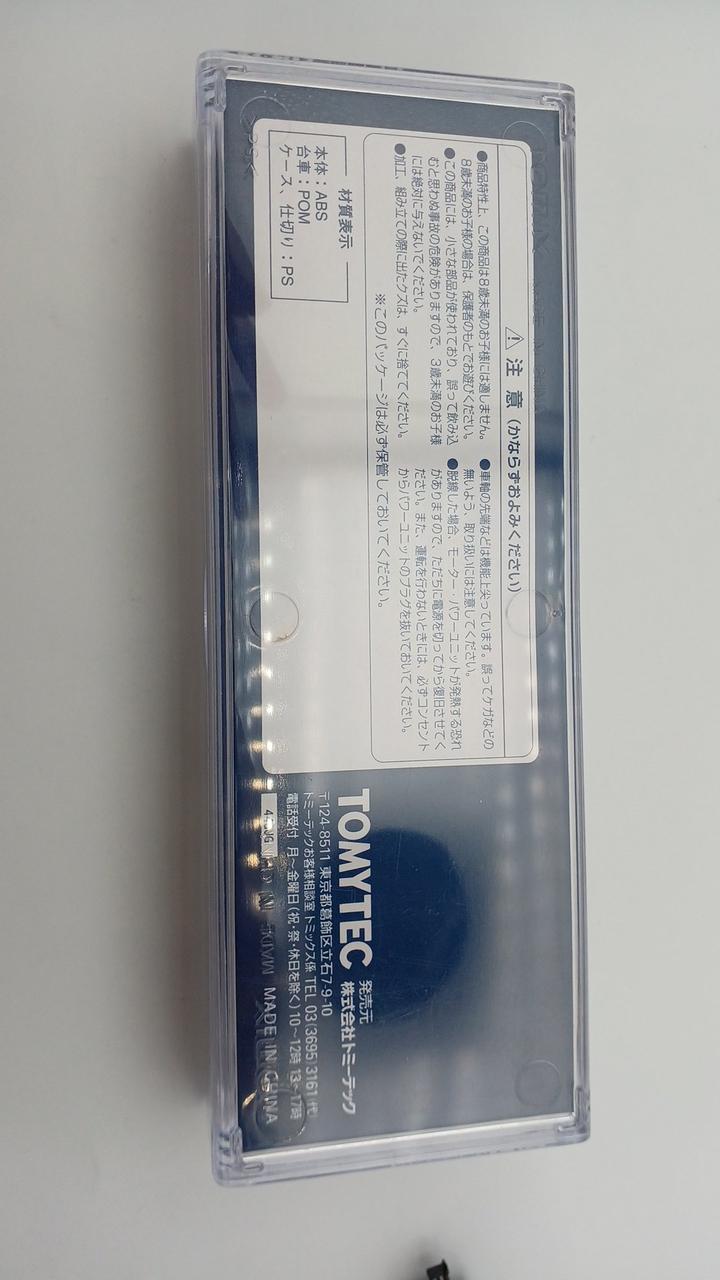 ⚠注 意(かならずおよみください)
●商品特性上、この商品は8歳未満のお子様には適しません。
8歳未満のお子様の場合は、保護者のもとでお遊びください。
●この商品には、小さな部品が使われており、誤って飲み込
むと思わぬ事故の危険がありますので、3歳未満のお子様
には絶対に与えないでください。
●加工、組み立ての際に出たクズは、すぐに捨ててください。
●車軸の先端などは機能上尖っています。誤ってケガなどの
無いよう、取り扱いには注意してください。
●脱線した場合、モーター・パワーユニットが発熱する恐れ
がありますので、ただちに電源を切ってから復旧させてく
ださい。また、運転を行わないときには、必ずコンセント
からパワーユニットのプラグを抜いておいてください。
※このパッケージは必ず保管しておいてください。
材質表示
本体:ABS
台車:POM
ケース、仕切り:PS
発売元
TOMYTEC 株式会社トミーテック
〒124-8511 東京都葛飾区立石7-9-10
トミーテックお客様相談室 トミックス係 TEL 03(3695)3161(代)
電話受付 月〜金曜日(祝・祭・休日を除く)10〜12時 13〜17時
MADE IN CHINA